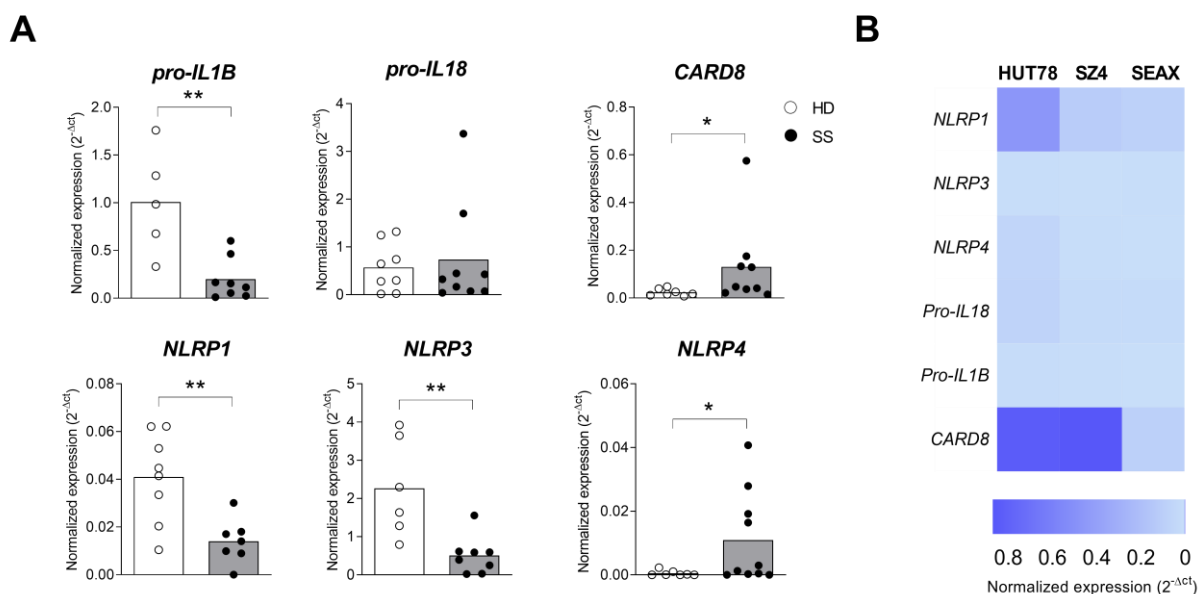 A
B
pro-IL1B
pro-IL18
CARD8
HUT78 SZ4 SEAX
Normalized expression (2^-Δct)
2.0
1.5
1.0
0.5
0.0
**
Normalized expression (2^-Δct)
4
3
2
1
0
Normalized expression (2^-Δct)
0.8
0.6
0.4
0.2
0.0
*
HD
SS
NLRP1
NLRP3
NLRP4
Normalized expression (2^-Δct)
0.08
0.06
0.04
0.02
0.00
**
Normalized expression (2^-Δct)
5
4
3
2
1
0
**
Normalized expression (2^-Δct)
0.06
0.04
0.02
0.00
*
NLRP1
NLRP3
NLRP4
Pro-IL18
Pro-IL1B
CARD8
0.8 0.6 0.4 0.2 0
Normalized expression (2^-Δct)